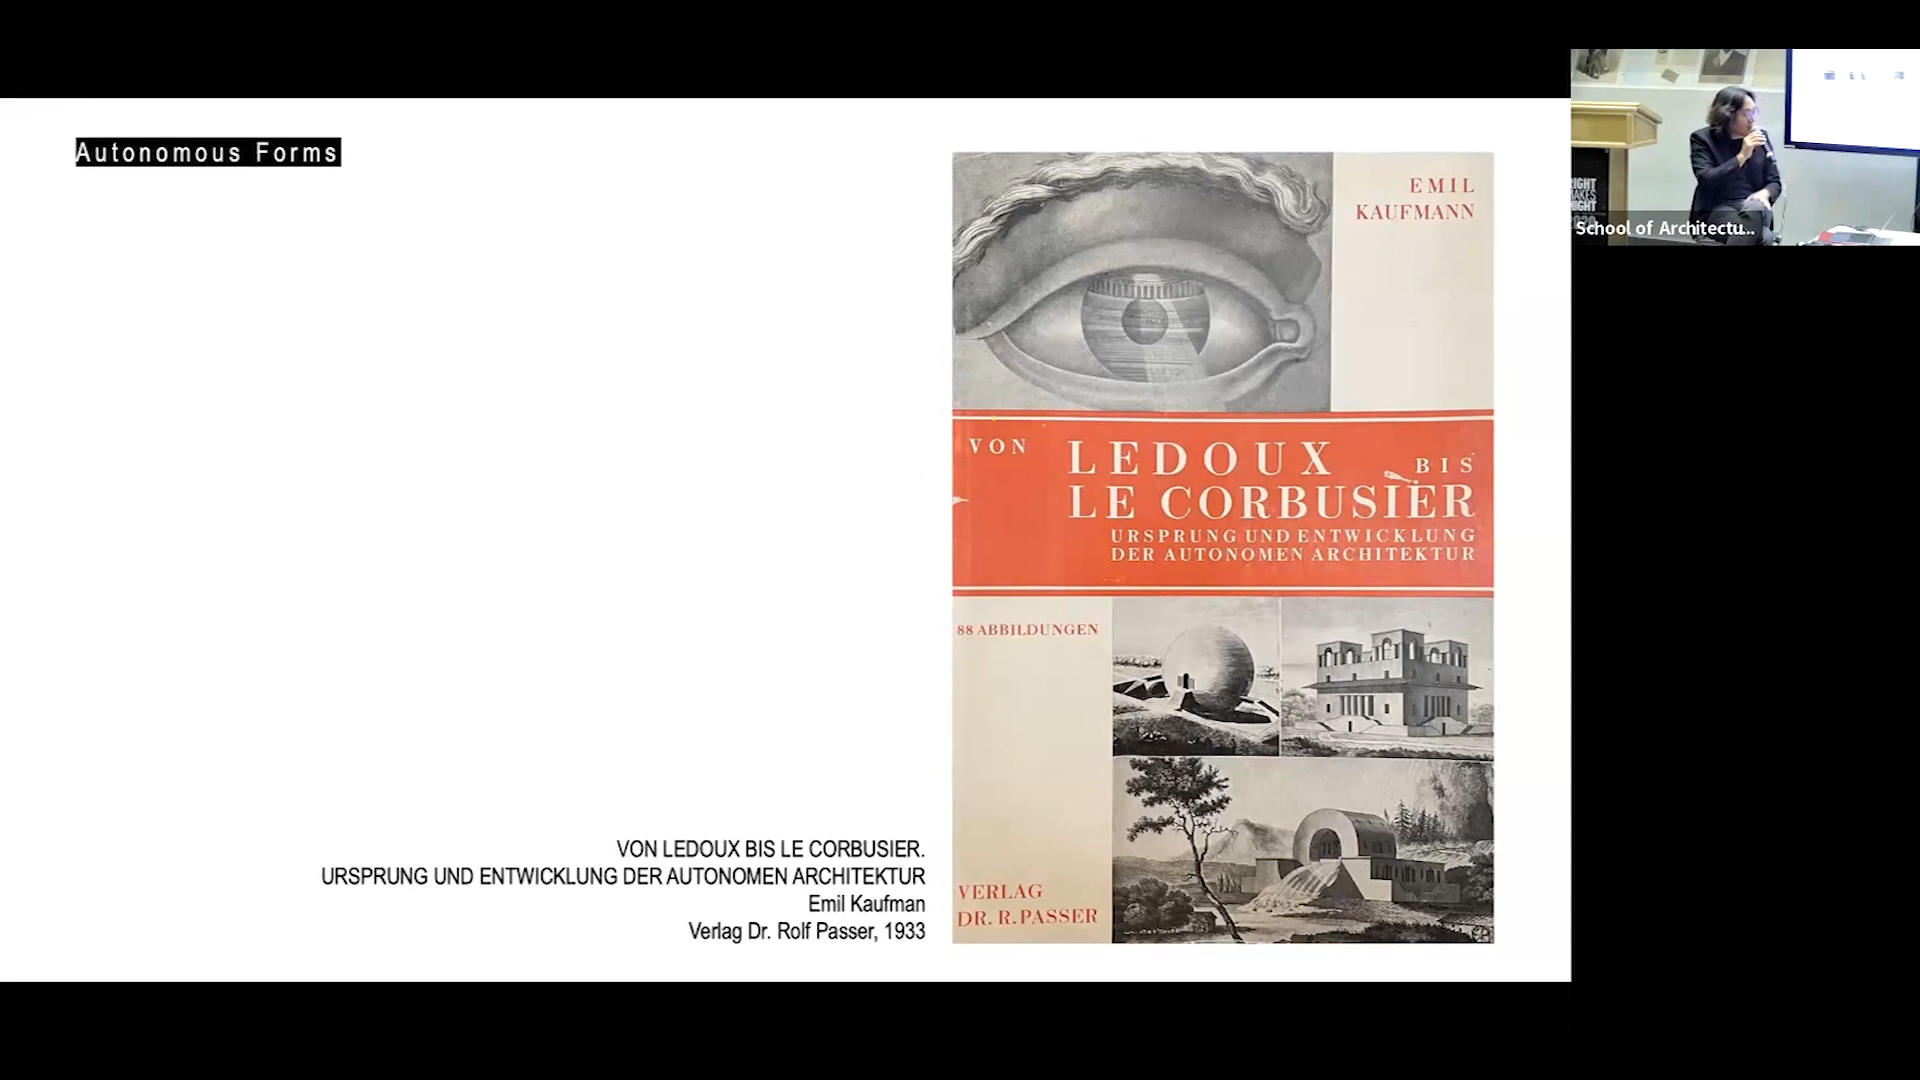 Autonomous Forms
EMIL
KAUFMANN
VON LEDOUX BIS
LE CORBUSIER
URSPRUNG UND ENTWICKLUNG
DER AUTONOMEN ARCHITEKTUR
88 ABBILDUNGEN
VERLAG
DR. R. PASSER
VON LEDOUX BIS LE CORBUSIER.
URSPRUNG UND ENTWICKLUNG DER AUTONOMEN ARCHITEKTUR
Emil Kaufman
Verlag Dr. Rolf Passer, 1933
School of Architectu...